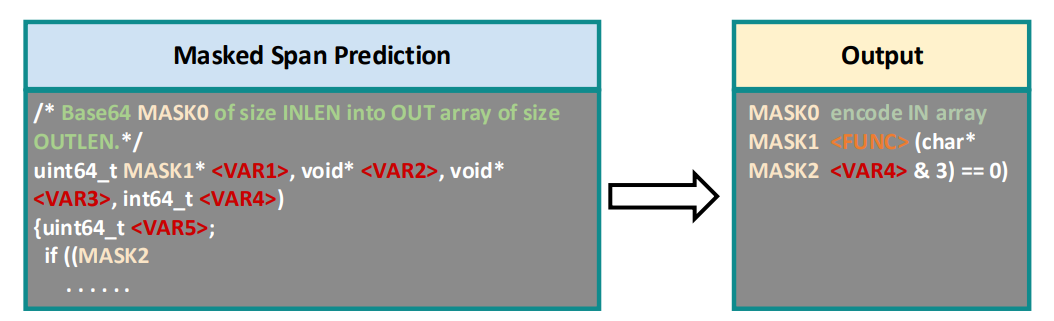 Masked Span Prediction
/* Base64 MASK0 of size INLEN into OUT array of size
OUTLEN.*/
uint64_t MASK1* <VAR1>, void* <VAR2>, void*
<VAR3>, int64_t <VAR4>)
{uint64_t <VAR5>;
if ((MASK2
. . . . . .
Output
MASK0 encode IN array
MASK1 <FUNC> (char*
MASK2 <VAR4> & 3) == 0)